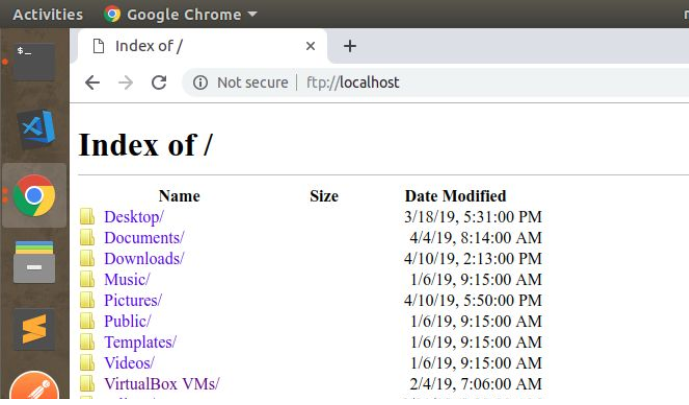 Activities Google Chrome
Index of /
Not secure ftp://localhost
Index of /
Name Size Date Modified
Desktop/ 3/18/19, 5:31:00 PM
Documents/ 4/4/19, 8:14:00 AM
Downloads/ 4/10/19, 2:13:00 PM
Music/ 1/6/19, 9:15:00 AM
Pictures/ 4/10/19, 5:50:00 PM
Public/ 1/6/19, 9:15:00 AM
Templates/ 1/6/19, 9:15:00 AM
Videos/ 1/6/19, 9:15:00 AM
VirtualBox VMs/ 2/4/19, 7:06:00 AM